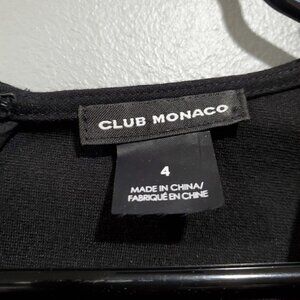 CLUB MONACO
4
MADE IN CHINA/
FABRIQUÉ EN CHINE